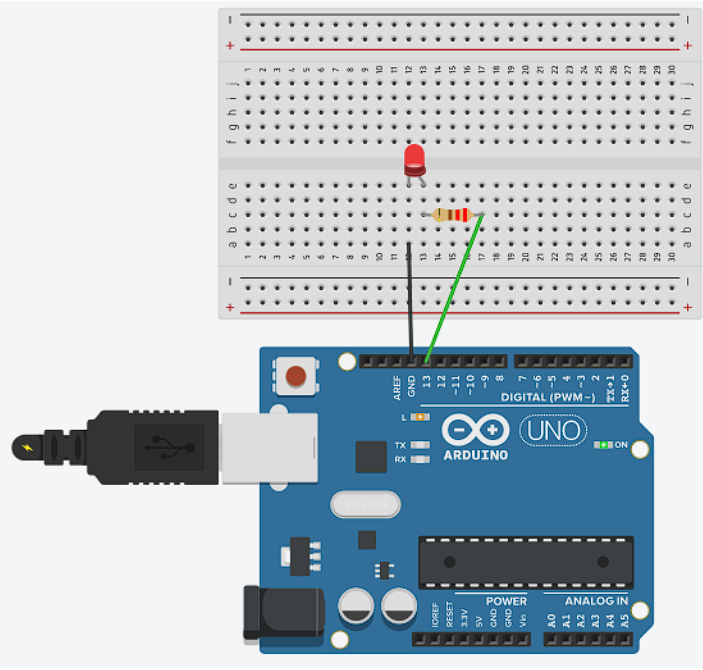 − −
+ +
1 2 3 4 5 6 7 8 9 10 11 12 13 14 15 16 17 18 19 20 21 22 23 24 25 26 27 28 29 30
j j
i i
h h
g g
f f
e e
d d
c c
b b
a a
1 2 3 4 5 6 7 8 9 10 11 12 13 14 15 16 17 18 19 20 21 22 23 24 25 26 27 28 29 30
− −
+ +
AREF GND 13 12 ~11 ~10 ~9 8 7 ~6 ~5 4 ~3 2 TX→1 RX←0
DIGITAL (PWM~)
L
TX
RX
UNO
ARDUINO
ON
POWER ANALOG IN
IOREF RESET 3.3V 5V GND GND Vin A0 A1 A2 A3 A4 A5